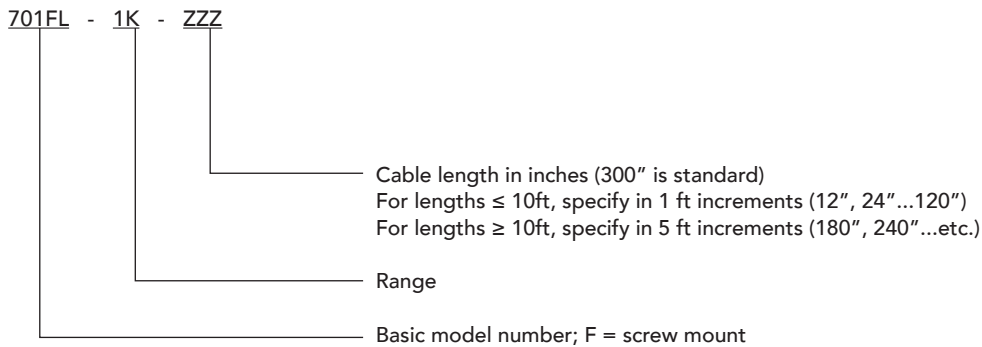 701FL - 1K - ZZZ
Cable length in inches (300” is standard)
For lengths ≤ 10ft, specify in 1 ft increments (12”, 24”...120”)
For lengths ≥ 10ft, specify in 5 ft increments (180”, 240”...etc.)
Range
Basic model number; F = screw mount